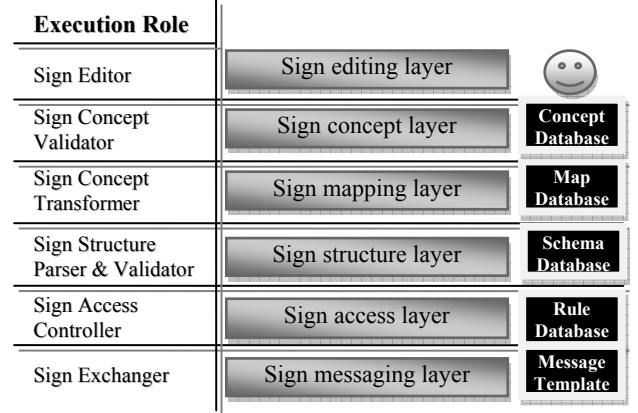 Execution Role
Sign Editor
Sign editing layer
Sign Concept
Validator
Sign concept layer
Concept
Database
Sign Concept
Transformer
Sign mapping layer
Map
Database
Sign Structure
Parser & Validator
Sign structure layer
Schema
Database
Sign Access
Controller
Sign access layer
Rule
Database
Sign Exchanger
Sign messaging layer
Message
Template